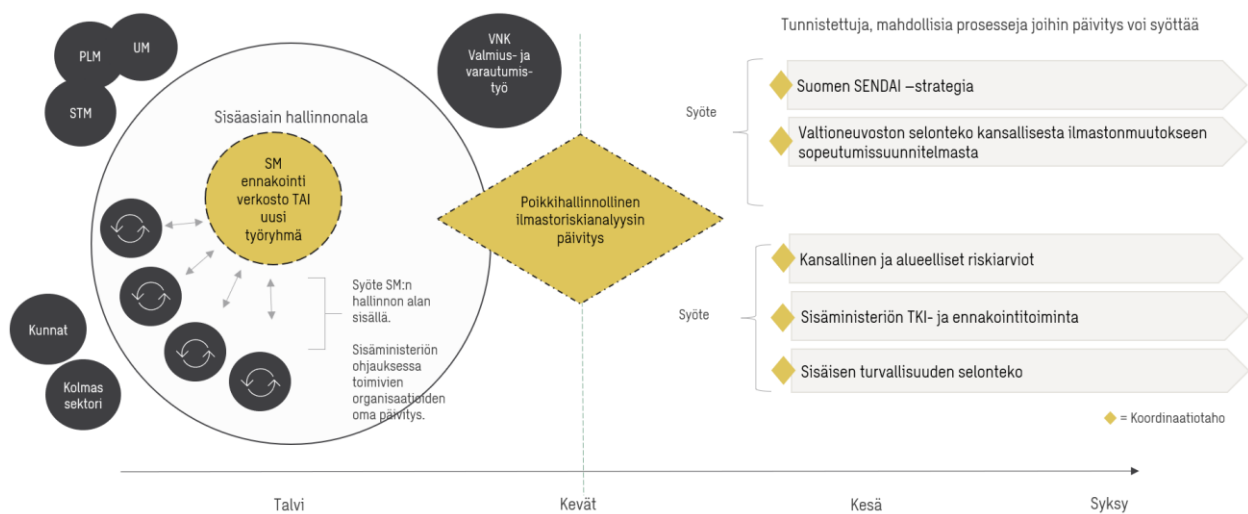 PLM
UM
STM
VNK
Valmius- ja
varautumis-
työ
Sisäasiain hallinnonala
SM
ennakointi
verkosto TAI
uusi
työryhmä
Syöte SM:n
hallinnon alan
sisällä.
Sisäministeriön
ohjauksessa
toimivien
organisaatioiden
oma päivitys.
Kunnat
Kolmas
sektori
Poikkihallinnollinen
ilmastoriskianalyysin
päivitys
Tunnistettuja, mahdollisia prosesseja joihin päivitys voi syöttää
Syöte
Suomen SENDAI –strategia
Valtioneuvoston selonteko kansallisesta ilmastonmuutokseen
sopeutumissuunnitelmasta
Syöte
Kansallinen ja alueelliset riskiarviot
Sisäministeriön TKI- ja ennakointitoiminta
Sisäisen turvallisuuden selonteko
= Koordinaatiotaho
Talvi
Kevät
Kesä
Syksy